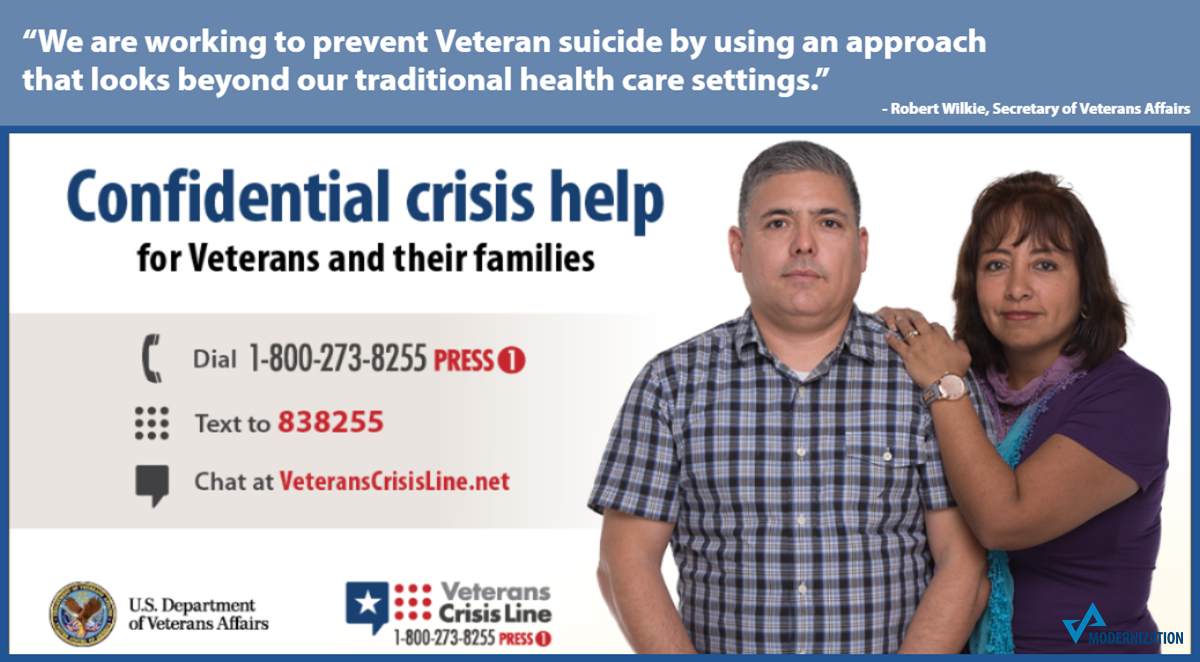 “We are working to prevent Veteran suicide by using an approach
that looks beyond our traditional health care settings.”
- Robert Wilkie, Secretary of Veterans Affairs
Confidential crisis help
for Veterans and their families
Dial 1-800-273-8255 PRESS 1
Text to 838255
Chat at VeteransCrisisLine.net
U.S. Department
of Veterans Affairs
Veterans
Crisis Line
1-800-273-8255 PRESS 1
VA
MODERNIZATION